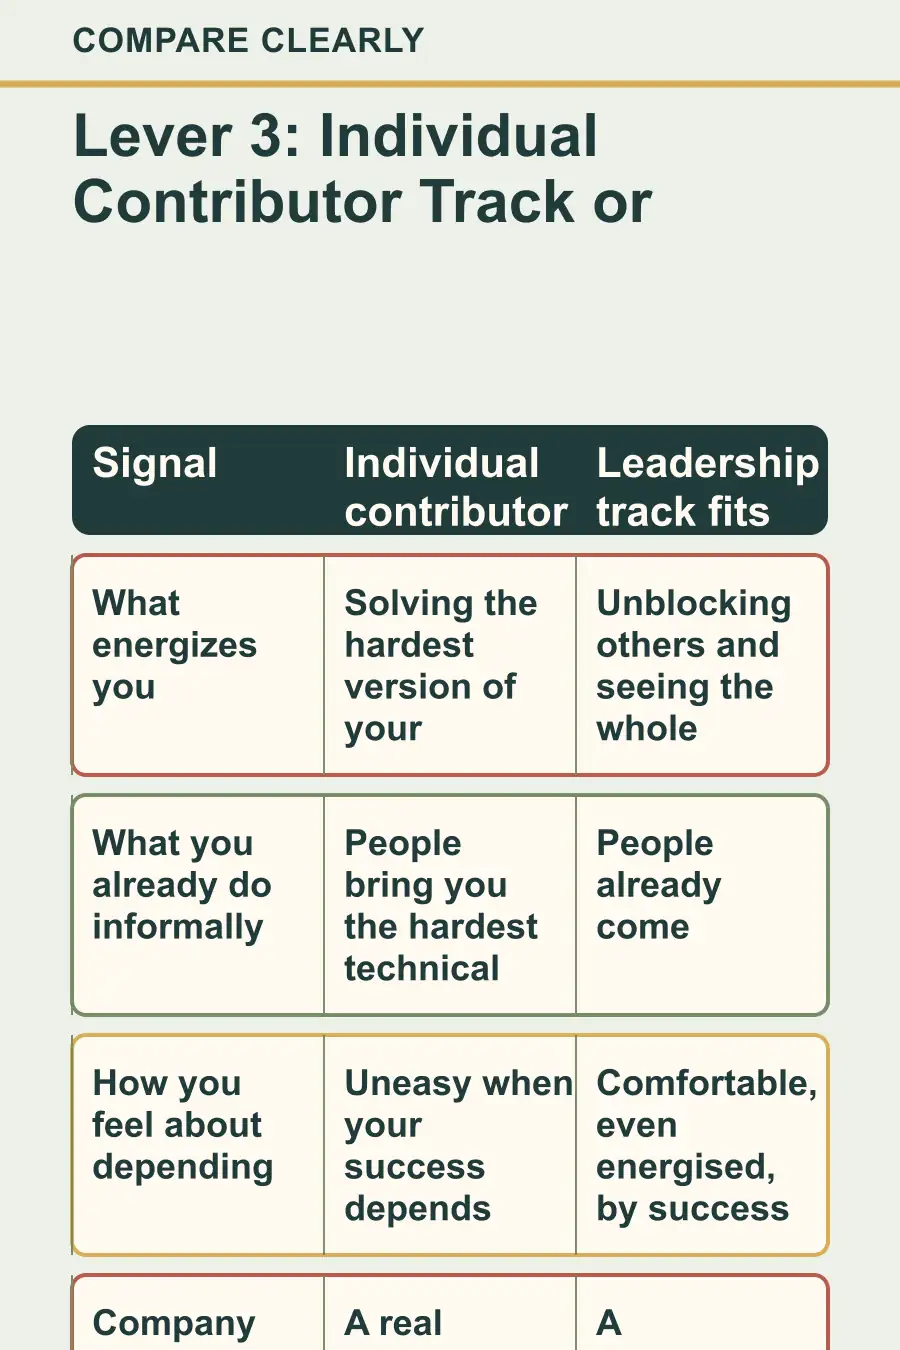 COMPARE CLEARLY
Lever 3: Individual
Contributor Track or
Signal
Individual
contributor
Leadership
track fits
What
energizes
you
Solving the
hardest
version of
your
Unblocking
others and
seeing the
whole
What you
already do
informally
People
bring you
the hardest
technical
People
already
come
How you
feel about
depending
Uneasy when
your
success
depends
Comfortable,
even
energised,
by success
Company
A real
A